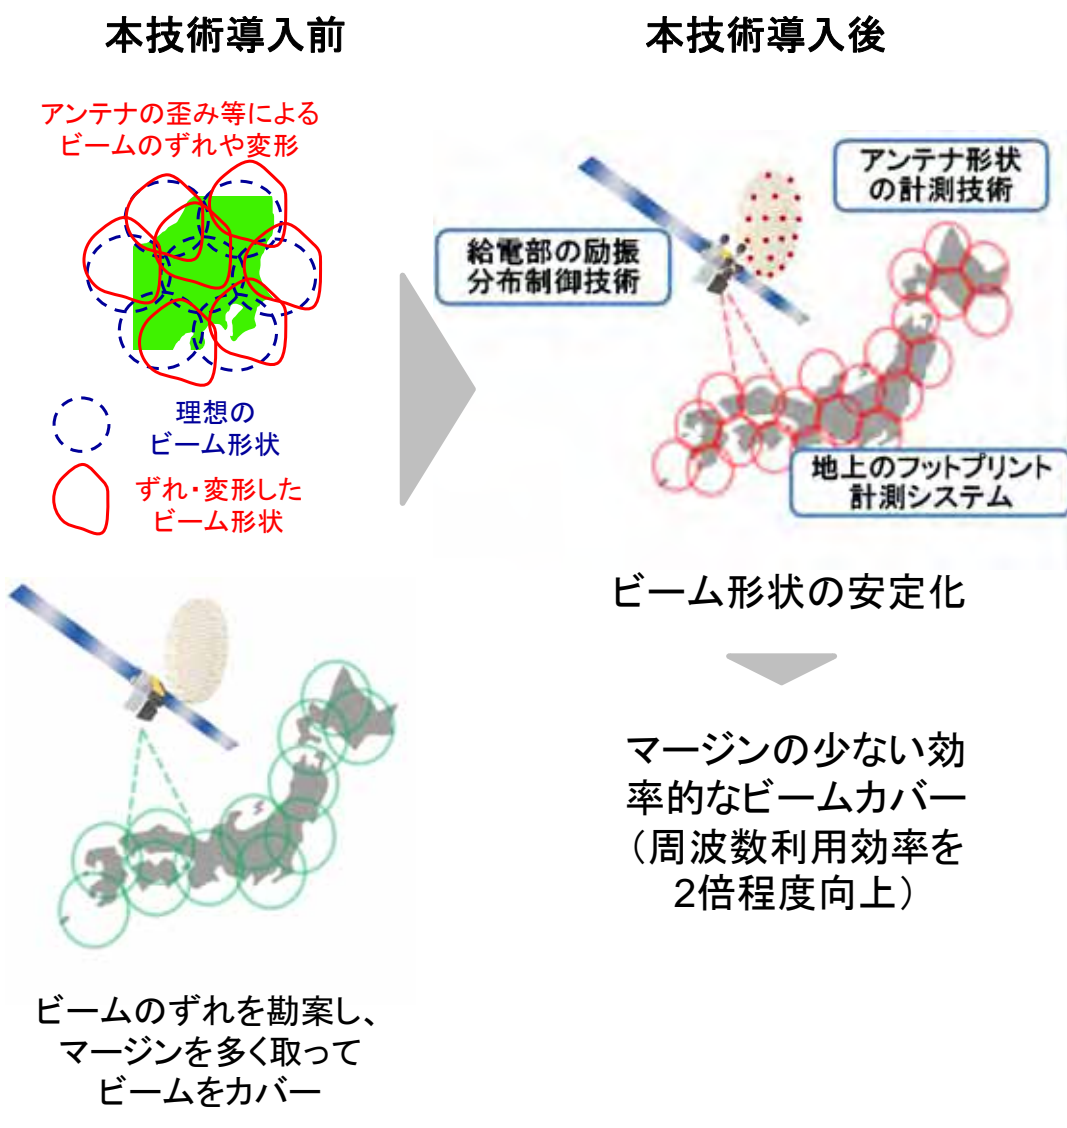 本技術導入前
アンテナの歪み等による
ビームのずれや変形
理想の
ビーム形状
ずれ・変形した
ビーム形状
ビームのずれを勘案し、
マージンを多く取って
ビームをカバー
本技術導入後
アンテナ形状
の計測技術
給電部の励振
分布制御技術
地上のフットプリント
計測システム
ビーム形状の安定化
マージンの少ない効
率的なビームカバー
（周波数利用効率を
2倍程度向上）